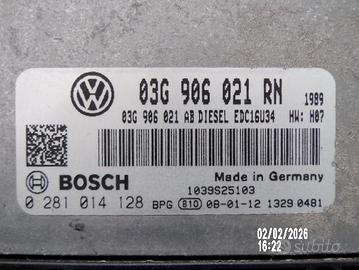 03G 906 021 RN 1989
03G 906 021 AB DIESEL EDC16U34 HW: H07
Made in Germany
BOSCH 1039S25103
0 281 014 128 BPG 810 08-01-12 1329 0481
02/02/2026
16:22
subito